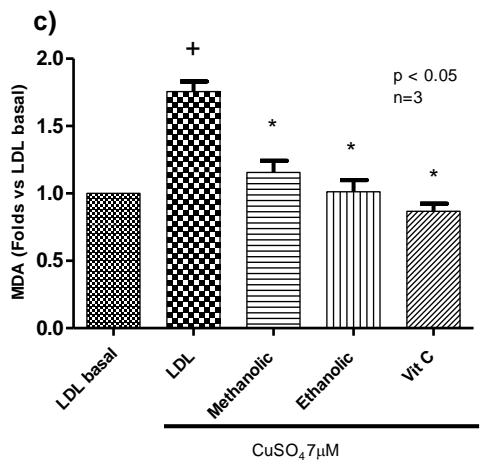 c)
MDA (Folds vs LDL basal)
2.0
1.5
1.0
0.5
0.0
+
*
*
*
p < 0.05
n=3
LDL basal
LDL
Methanolic
Ethanolic
Vit C
CuSO₄7µM